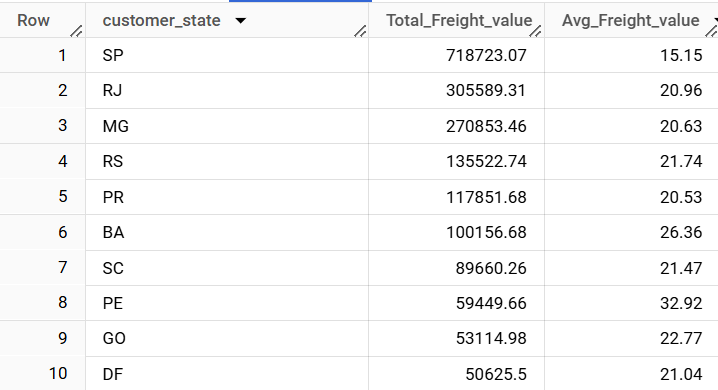 Row customer_state Total_Freight_value Avg_Freight_value
1 SP 718723.07 15.15
2 RJ 305589.31 20.96
3 MG 270853.46 20.63
4 RS 135522.74 21.74
5 PR 117851.68 20.53
6 BA 100156.68 26.36
7 SC 89660.26 21.47
8 PE 59449.66 32.92
9 GO 53114.98 22.77
10 DF 50625.5 21.04